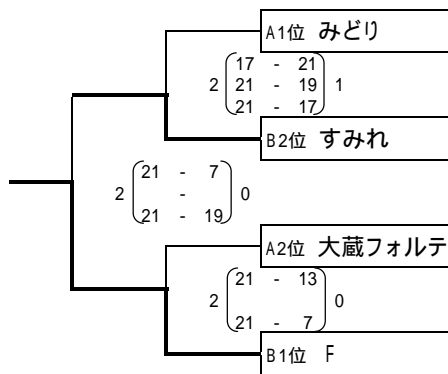 A1位 みどり
17 - 21
2 21 - 19 1
21 - 17
B2位 すみれ
21 - 7
2 - 0
21 - 19
A2位 大蔵フォルテ
21 - 13
2 0
21 - 7
B1位 F